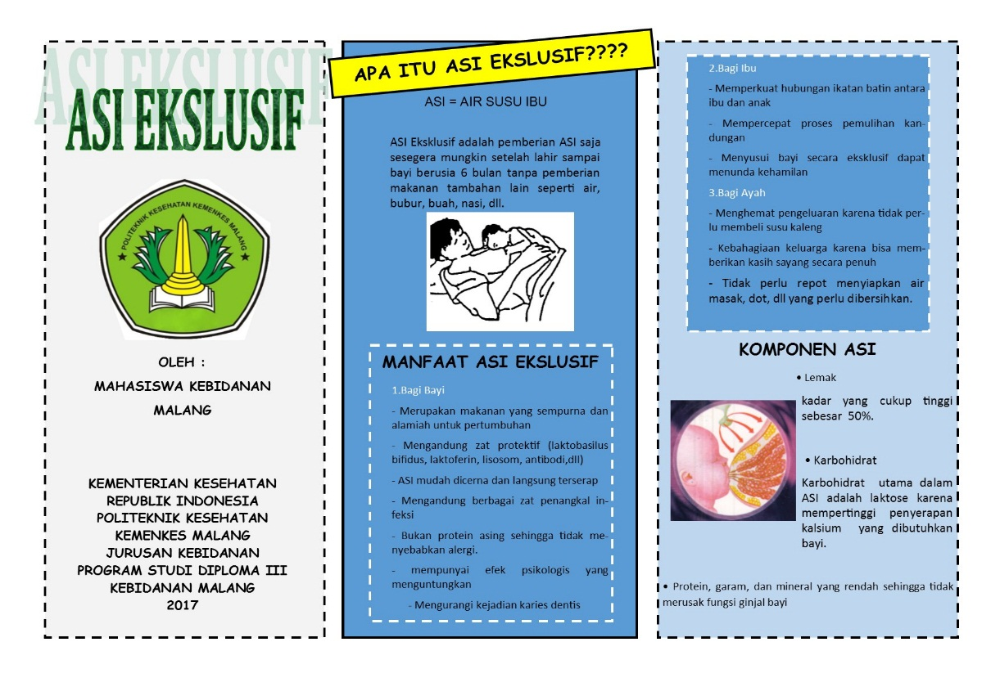 ASI EKSLUSIF
POLITEKNIK KESEHATAN KEMENKES MALANG
OLEH :
MAHASISWA KEBIDANAN
MALANG
KEMENTERIAN KESEHATAN
REPUBLIK INDONESIA
POLITEKNIK KESEHATAN
KEMENKES MALANG
JURUSAN KEBIDANAN
PROGRAM STUDI DIPLOMA III
KEBIDANAN MALANG
2017
APA ITU ASI EKSLUSIF????
ASI = AIR SUSU IBU
ASI Eksklusif adalah pemberian ASI saja
sesegera mungkin setelah lahir sampai
bayi berusia 6 bulan tanpa pemberian
makanan tambahan lain seperti air,
bubur, buah, nasi, dll.
MANFAAT ASI EKSLUSIF
1.Bagi Bayi
- Merupakan makanan yang sempurna dan
alamiah untuk pertumbuhan
- Mengandung zat protektif (laktobasilus
bifidus, laktoferin, lisosom, antibodi,dll)
- ASI mudah dicerna dan langsung terserap
- Mengandung berbagai zat penangkal in-
feksi
- Bukan protein asing sehingga tidak me-
nyebabkan alergi.
- mempunyai efek psikologis yang
menguntungkan
- Mengurangi kejadian karies dentis
2.Bagi Ibu
- Memperkuat hubungan ikatan batin antara
ibu dan anak
- Mempercepat proses pemulihan kan-
dungan
- Menyusui bayi secara eksklusif dapat
menunda kehamilan
3.Bagi Ayah
- Menghemat pengeluaran karena tidak per-
lu membeli susu kaleng
- Kebahagiaan keluarga karena bisa mem-
berikan kasih sayang secara penuh
- Tidak perlu repot menyiapkan air
masak, dot, dll yang perlu dibersihkan.
KOMPONEN ASI
• Lemak
kadar yang cukup tinggi
sebesar 50%.
• Karbohidrat
Karbohidrat utama dalam
ASI adalah laktose karena
mempertinggi penyerapan
kalsium yang dibutuhkan
bayi.
• Protein, garam, dan mineral yang rendah sehingga tidak
merusak fungsi ginjal bayi